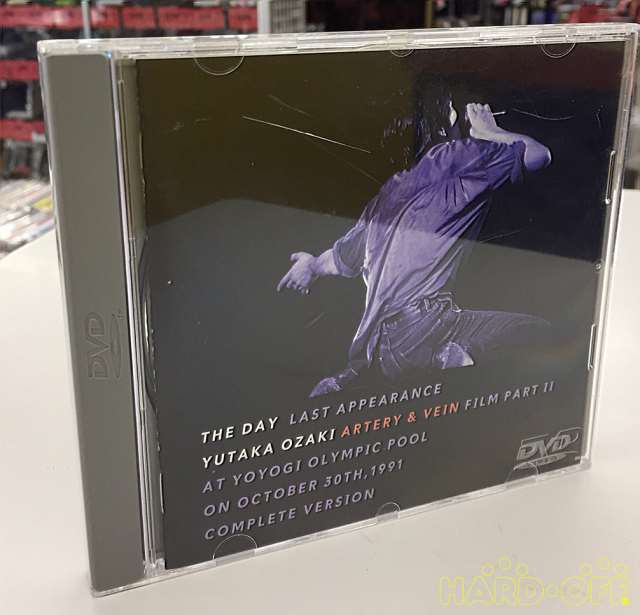 DVD
THE DAY LAST APPEARANCE
YUTAKA OZAKI ARTERY & VEIN FILM PART II
AT YOYOGI OLYMPIC POOL
ON OCTOBER 30TH, 1991
COMPLETE VERSION
DVD
HARD·OFF